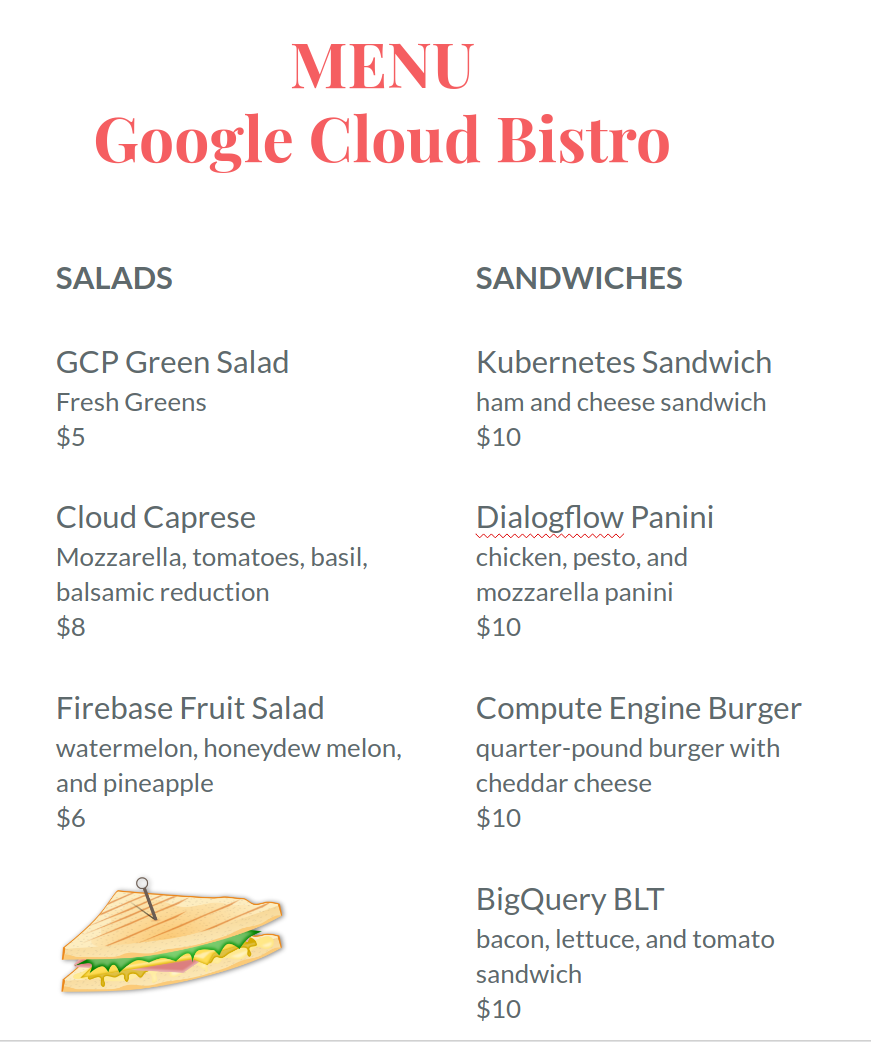 MENU
Google Cloud Bistro
SALADS
GCP Green Salad
Fresh Greens
$5
Cloud Caprese
Mozzarella, tomatoes, basil,
balsamic reduction
$8
Firebase Fruit Salad
watermelon, honeydew melon,
and pineapple
$6
SANDWICHES
Kubernetes Sandwich
ham and cheese sandwich
$10
Dialogflow Panini
chicken, pesto, and
mozzarella panini
$10
Compute Engine Burger
quarter-pound burger with
cheddar cheese
$10
BigQuery BLT
bacon, lettuce, and tomato
sandwich
$10